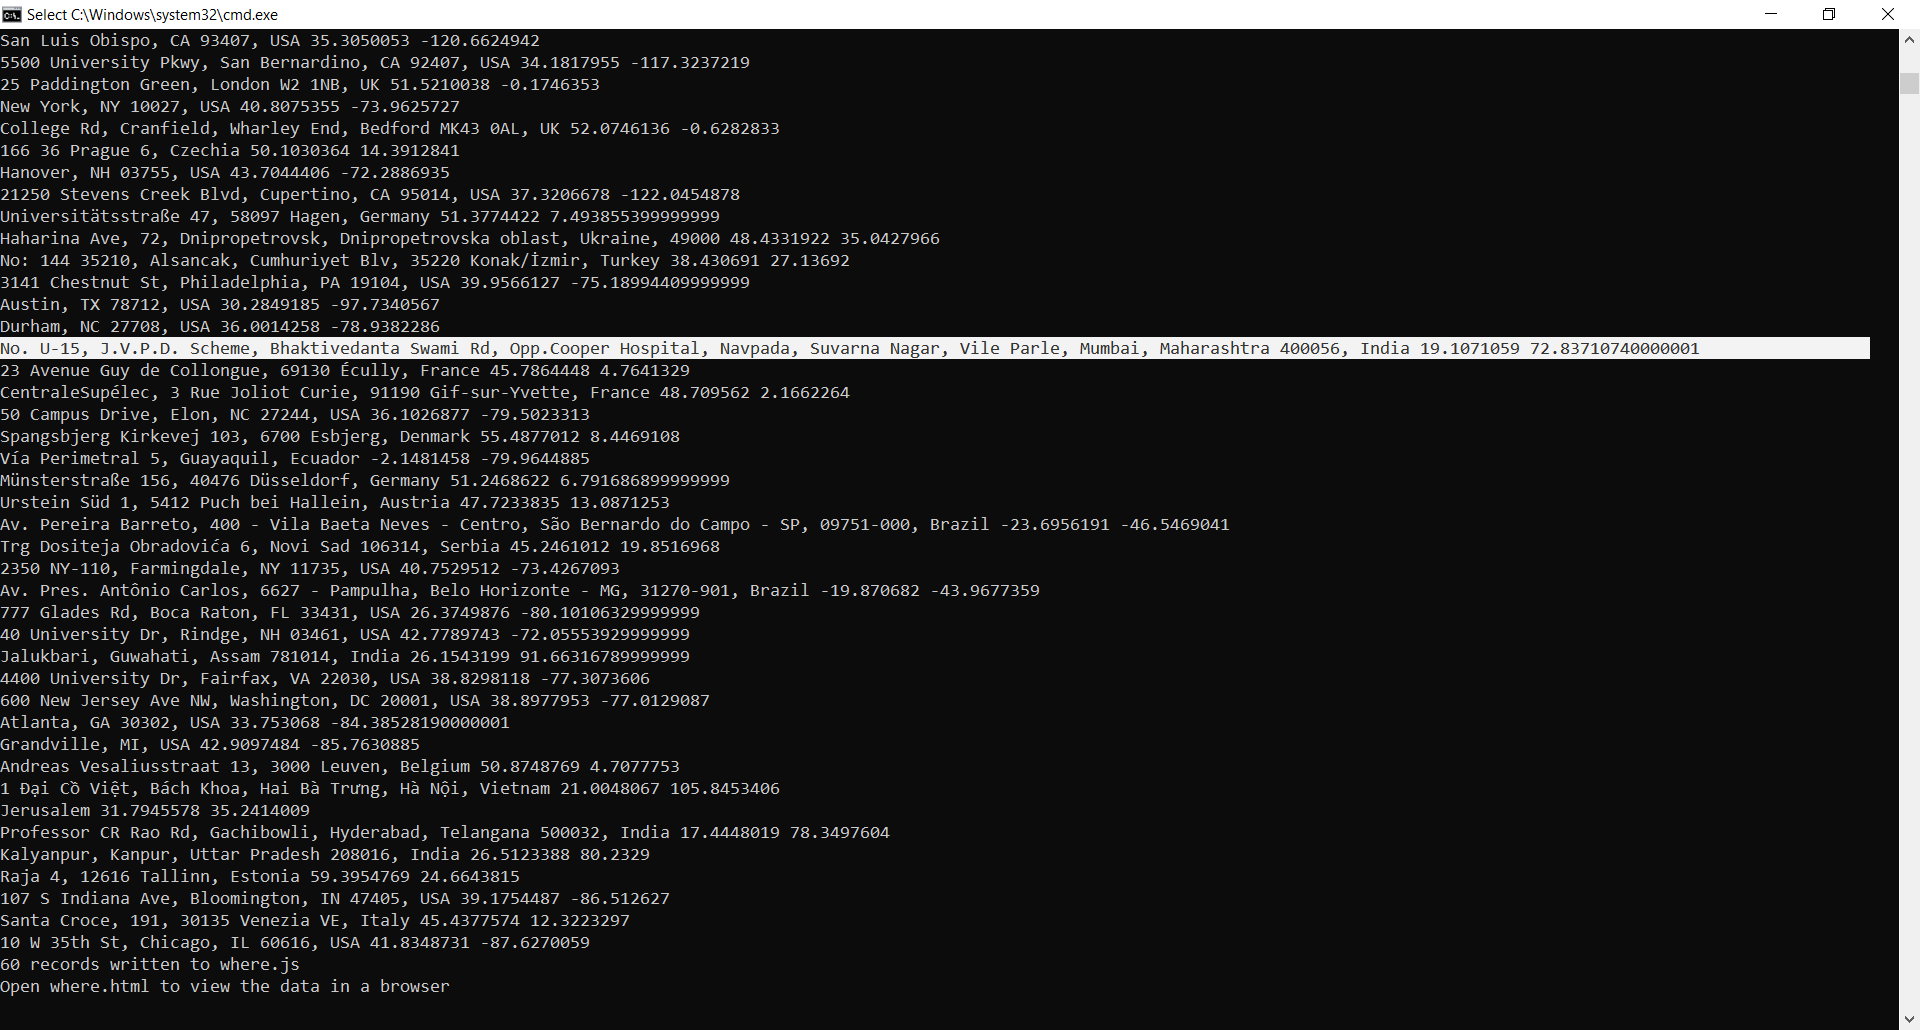 Select C:\Windows\system32\cmd.exe
San Luis Obispo, CA 93407, USA 35.3050053 -120.6624942
5500 University Pkwy, San Bernardino, CA 92407, USA 34.1817955 -117.3237219
25 Paddington Green, London W2 1NB, UK 51.5210038 -0.1746353
New York, NY 10027, USA 40.8075355 -73.9625727
College Rd, Cranfield, Wharley End, Bedford MK43 0AL, UK 52.0746136 -0.6282833
166 36 Prague 6, Czechia 50.1030364 14.3912841
Hanover, NH 03755, USA 43.7044406 -72.2886935
21250 Stevens Creek Blvd, Cupertino, CA 95014, USA 37.3206678 -122.0454878
Universitätsstraße 47, 58097 Hagen, Germany 51.3774422 7.493855399999999
Haharina Ave, 72, Dnipropetrovsk, Dnipropetrovska oblast, Ukraine, 49000 48.4331922 35.0427966
No: 144 35210, Alsancak, Cumhuriyet Blv, 35220 Konak/İzmir, Turkey 38.430691 27.13692
3141 Chestnut St, Philadelphia, PA 19104, USA 39.9566127 -75.18994409999999
Austin, TX 78712, USA 30.2849185 -97.7340567
Durham, NC 27708, USA 36.0014258 -78.9382286
No. U-15, J.V.P.D. Scheme, Bhaktivedanta Swami Rd, Opp.Cooper Hospital, Navpada, Suvarna Nagar, Vile Parle, Mumbai, Maharashtra 400056, India 19.1071059 72.83710740000001
23 Avenue Guy de Collongue, 69130 Écully, France 45.7864448 4.7641329
CentraleSupélec, 3 Rue Joliot Curie, 91190 Gif-sur-Yvette, France 48.709562 2.1662264
50 Campus Drive, Elon, NC 27244, USA 36.1026877 -79.5023313
Spangsbjerg Kirkevej 103, 6700 Esbjerg, Denmark 55.4877012 8.4469108
Vía Perimetral 5, Guayaquil, Ecuador -2.1481458 -79.9644885
Münsterstraße 156, 40476 Düsseldorf, Germany 51.2468622 6.791686899999999
Urstein Süd 1, 5412 Puch bei Hallein, Austria 47.7233835 13.0871253
Av. Pereira Barreto, 400 - Vila Baeta Neves - Centro, São Bernardo do Campo - SP, 09751-000, Brazil -23.6956191 -46.5469041
Trg Dositeja Obradovića 6, Novi Sad 106314, Serbia 45.2461012 19.8516968
2350 NY-110, Farmingdale, NY 11735, USA 40.7529512 -73.4267093
Av. Pres. Antônio Carlos, 6627 - Pampulha, Belo Horizonte - MG, 31270-901, Brazil -19.870682 -43.9677359
777 Glades Rd, Boca Raton, FL 33431, USA 26.3749876 -80.10106329999999
40 University Dr, Rindge, NH 03461, USA 42.7789743 -72.05553929999999
Jalukbari, Guwahati, Assam 781014, India 26.1543199 91.66316789999999
4400 University Dr, Fairfax, VA 22030, USA 38.8298118 -77.3073606
600 New Jersey Ave NW, Washington, DC 20001, USA 38.8977953 -77.0129087
Atlanta, GA 30302, USA 33.753068 -84.38528190000001
Grandville, MI, USA 42.9097484 -85.7630885
Andreas Vesaliusstraat 13, 3000 Leuven, Belgium 50.8748769 4.7077753
1 Đại Cồ Việt, Bách Khoa, Hai Bà Trưng, Hà Nội, Vietnam 21.0048067 105.8453406
Jerusalem 31.7945578 35.2414009
Professor CR Rao Rd, Gachibowli, Hyderabad, Telangana 500032, India 17.4448019 78.3497604
Kalyanpur, Kanpur, Uttar Pradesh 208016, India 26.5123388 80.2329
Raja 4, 12616 Tallinn, Estonia 59.3954769 24.6643815
107 S Indiana Ave, Bloomington, IN 47405, USA 39.1754487 -86.512627
Santa Croce, 191, 30135 Venezia VE, Italy 45.4377574 12.3223297
10 W 35th St, Chicago, IL 60616, USA 41.8348731 -87.6270059
60 records written to where.js
Open where.html to view the data in a browser